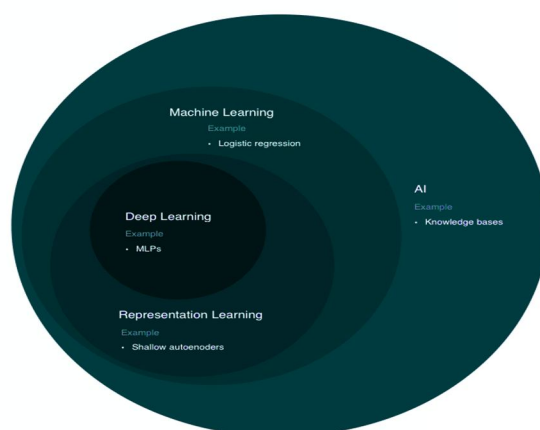 Machine Learning
Example
• Logistic regression
AI
Example
• Knowledge bases
Deep Learning
Example
• MLPs
Representation Learning
Example
• Shallow autoenoders